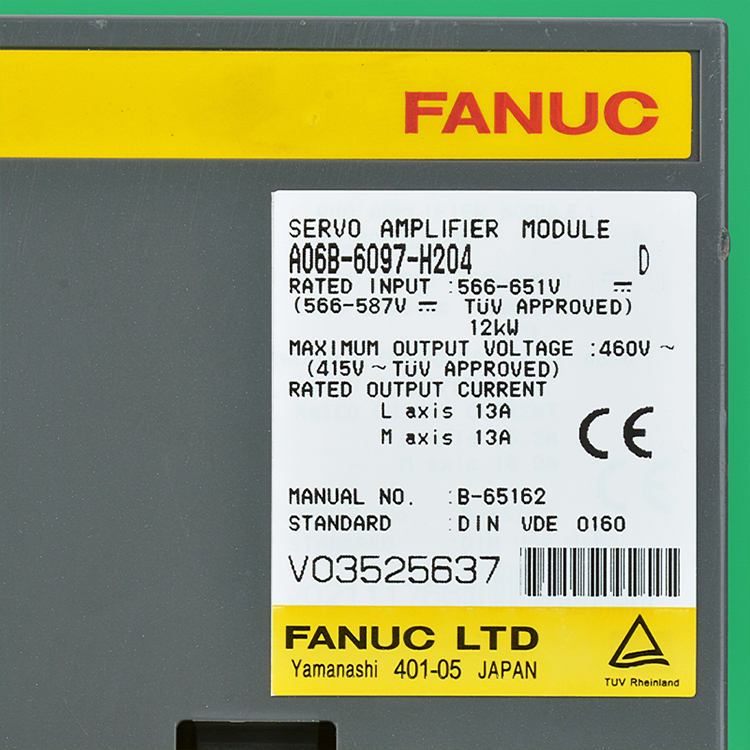 FANUC
SERVO AMPLIFIER MODULE
A06B-6097-H204 D
RATED INPUT :566-651V ⎓
(566-587V ⎓ TÜV APPROVED)
12kW
MAXIMUM OUTPUT VOLTAGE :460V ~
(415V ~ TÜV APPROVED)
RATED OUTPUT CURRENT
L axis 13A
M axis 13A
CE
MANUAL NO. :B-65162
STANDARD :DIN VDE 0160
V03525637
FANUC LTD
Yamanashi 401-05 JAPAN
TUV Rheinland